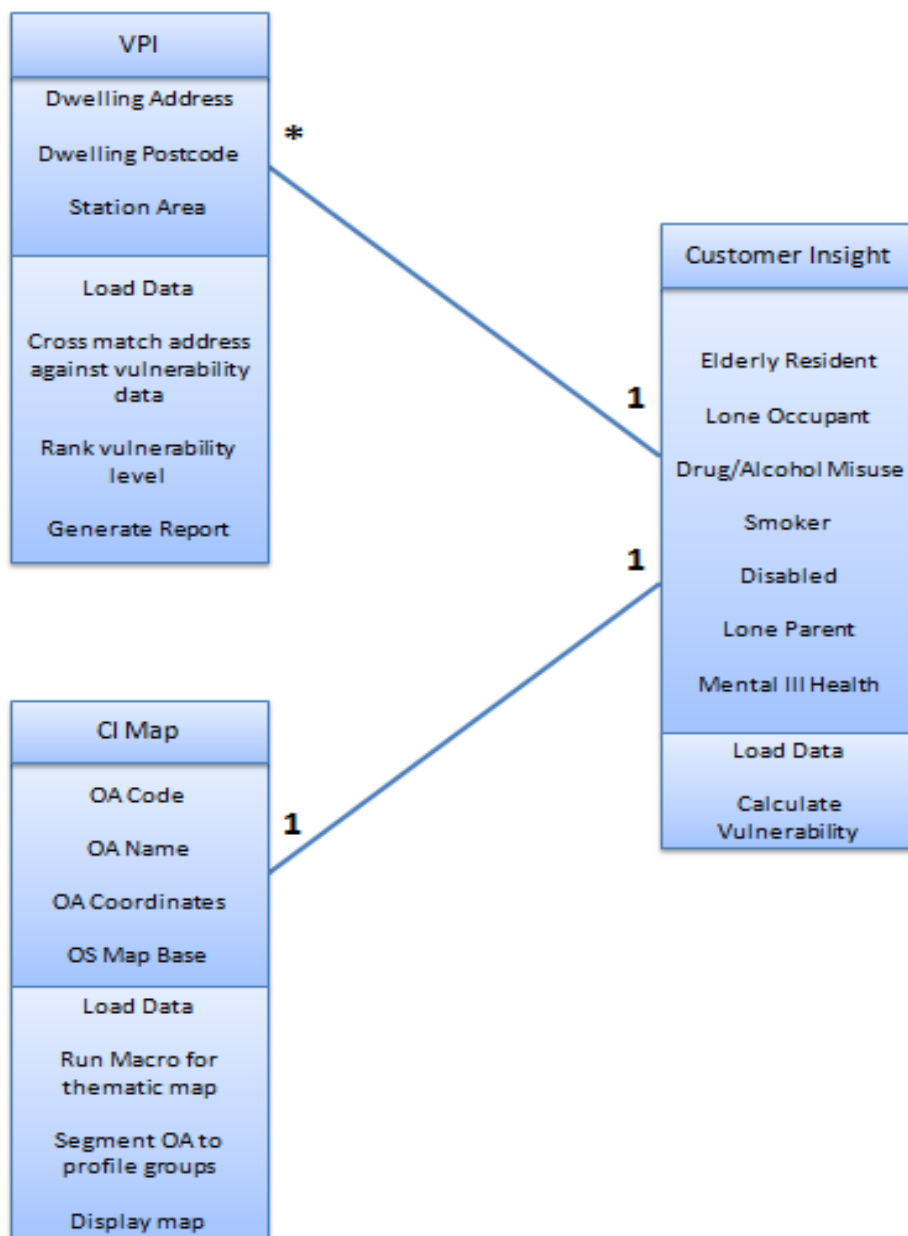 VPI
Dwelling Address
Dwelling Postcode
Station Area
Load Data
Cross match address
against vulnerability
data
Rank vulnerability
level
Generate Report
*
1
Customer Insight
Elderly Resident
Lone Occupant
Drug/Alcohol Misuse
Smoker
Disabled
Lone Parent
Mental Ill Health
Load Data
Calculate
Vulnerability
1
1
CI Map
OA Code
OA Name
OA Coordinates
OS Map Base
Load Data
Run Macro for
thematic map
Segment OA to
profile groups
Display map